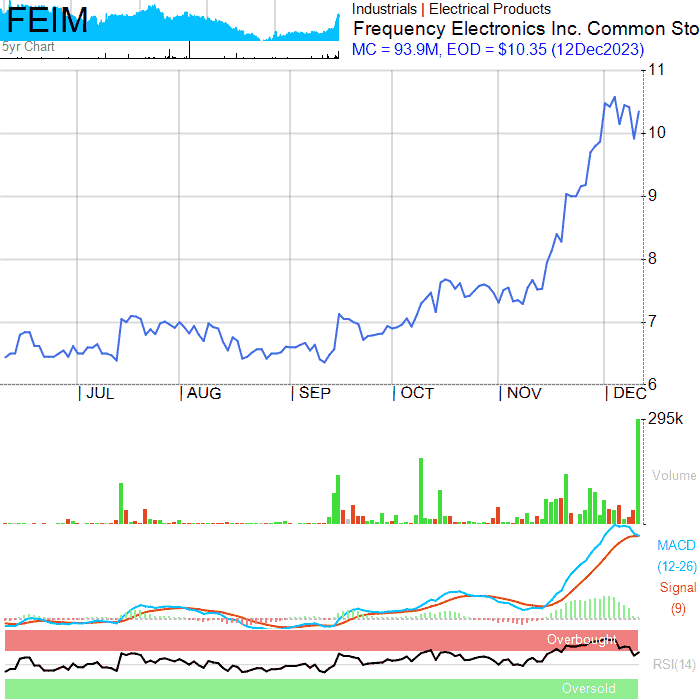 FEIM
5yr Chart
Industrials | Electrical Products
Frequency Electronics Inc. Common Sto
MC = 93.9M, EOD = $10.35 (12Dec2023)
11
10
9
8
7
6
| JUL | AUG | SEP | OCT | NOV | DEC
295k
Volume
MACD
(12-26)
Signal
(9)
Overbought
RSI(14)
Oversold